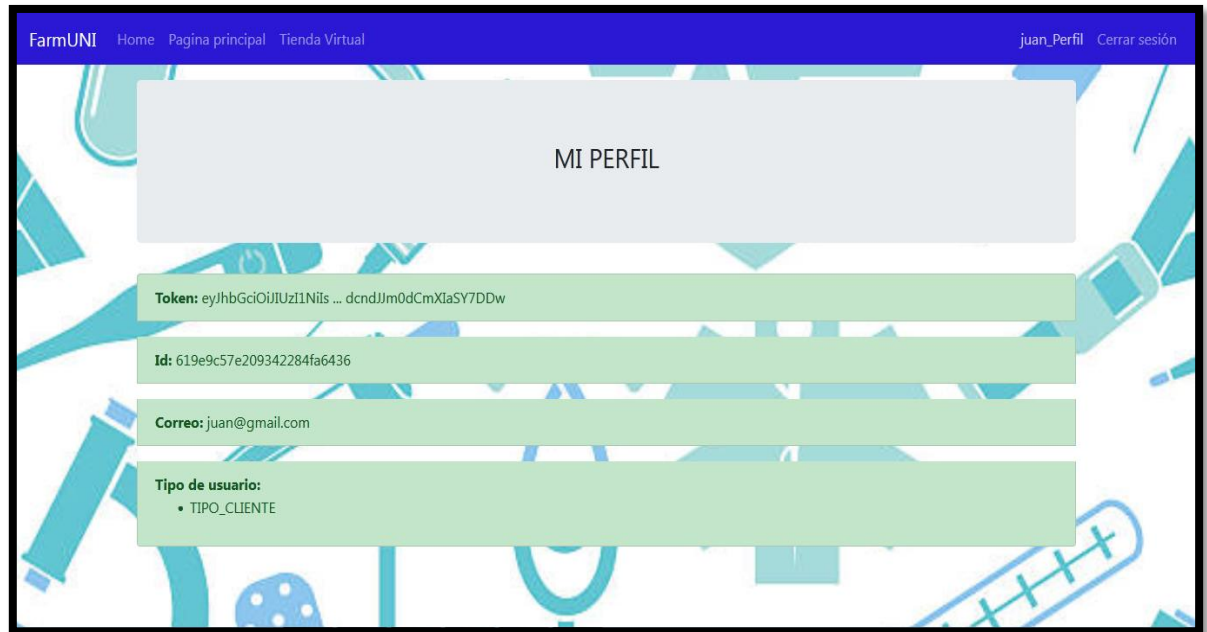 FarmUNI Home Pagina principal Tienda Virtual juan_Perfil Cerrar sesión
MI PERFIL
Token: eyJhbGciOiJIUzI1NiIs ... dcndJJm0dCmXIaSY7DDw
Id: 619e9c57e209342284fa6436
Correo: juan@gmail.com
Tipo de usuario:
• TIPO_CLIENTE